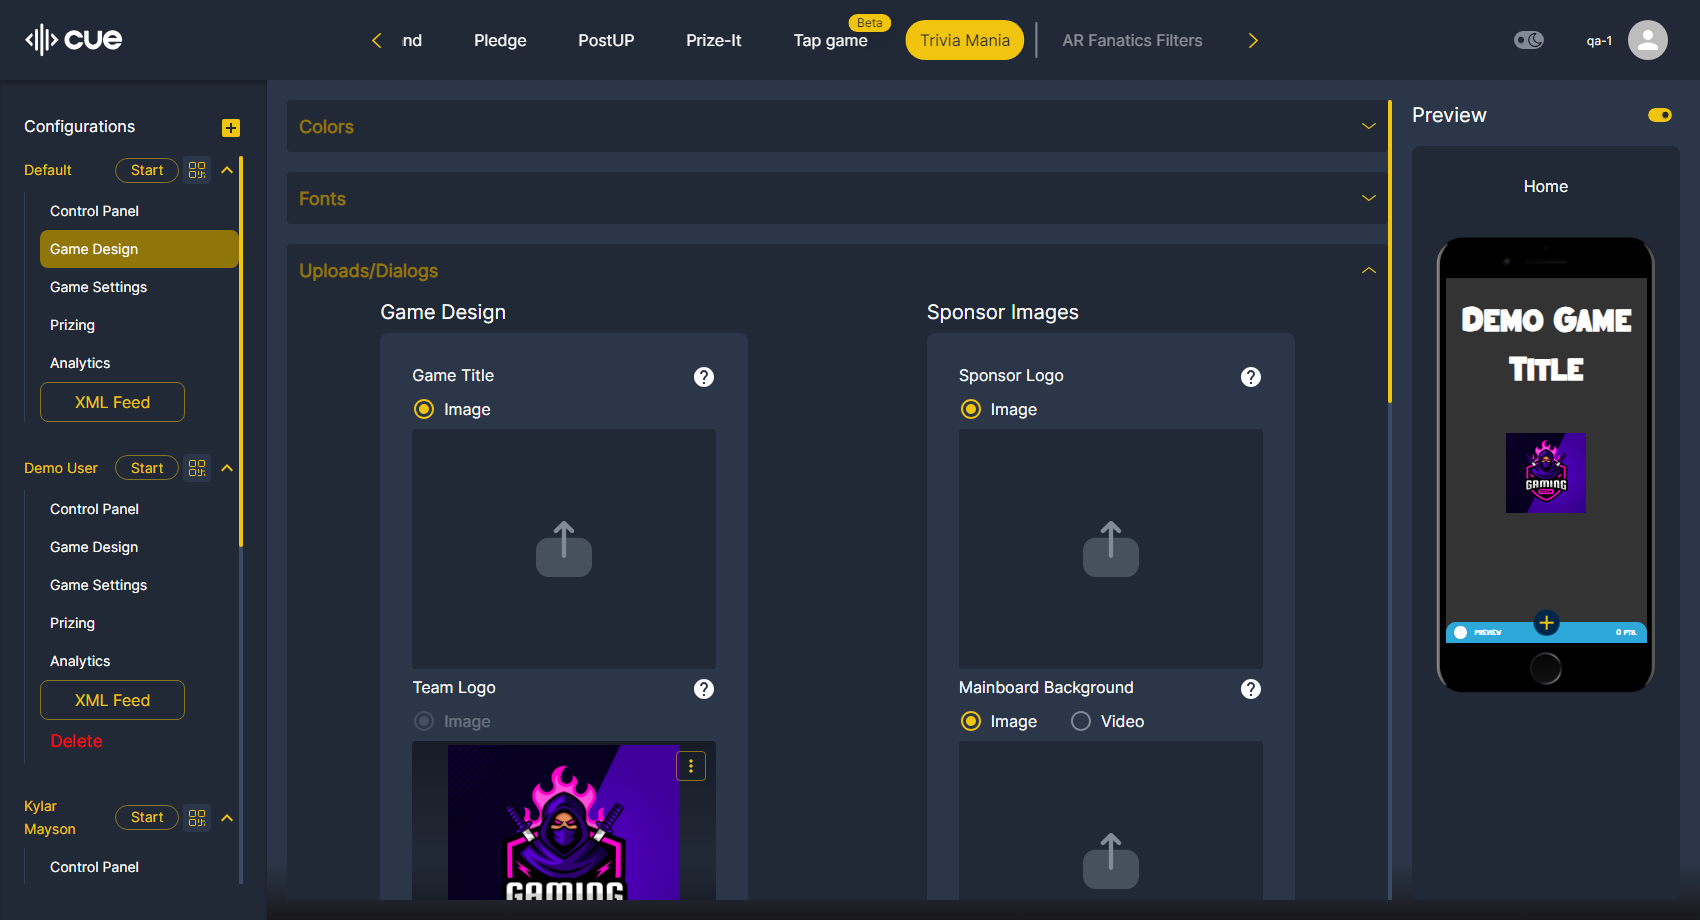 cue
nd
Pledge
PostUP
Prize-It
Tap game
Beta
Trivia Mania
AR Fanatics Filters
qa-1
Configurations
Default
Start
Control Panel
Game Design
Game Settings
Prizing
Analytics
XML Feed
Demo User
Start
Control Panel
Game Design
Game Settings
Prizing
Analytics
XML Feed
Delete
Kylar
Mayson
Start
Control Panel
Colors
Fonts
Uploads/Dialogs
Game Design
Game Title
?
Image
Team Logo
?
Image
GAMING
Sponsor Images
Sponsor Logo
?
Image
Mainboard Background
?
Image
Video
Preview
Home
DEMO GAME
TITLE
GAMING
PREVIEW
0 PTS.